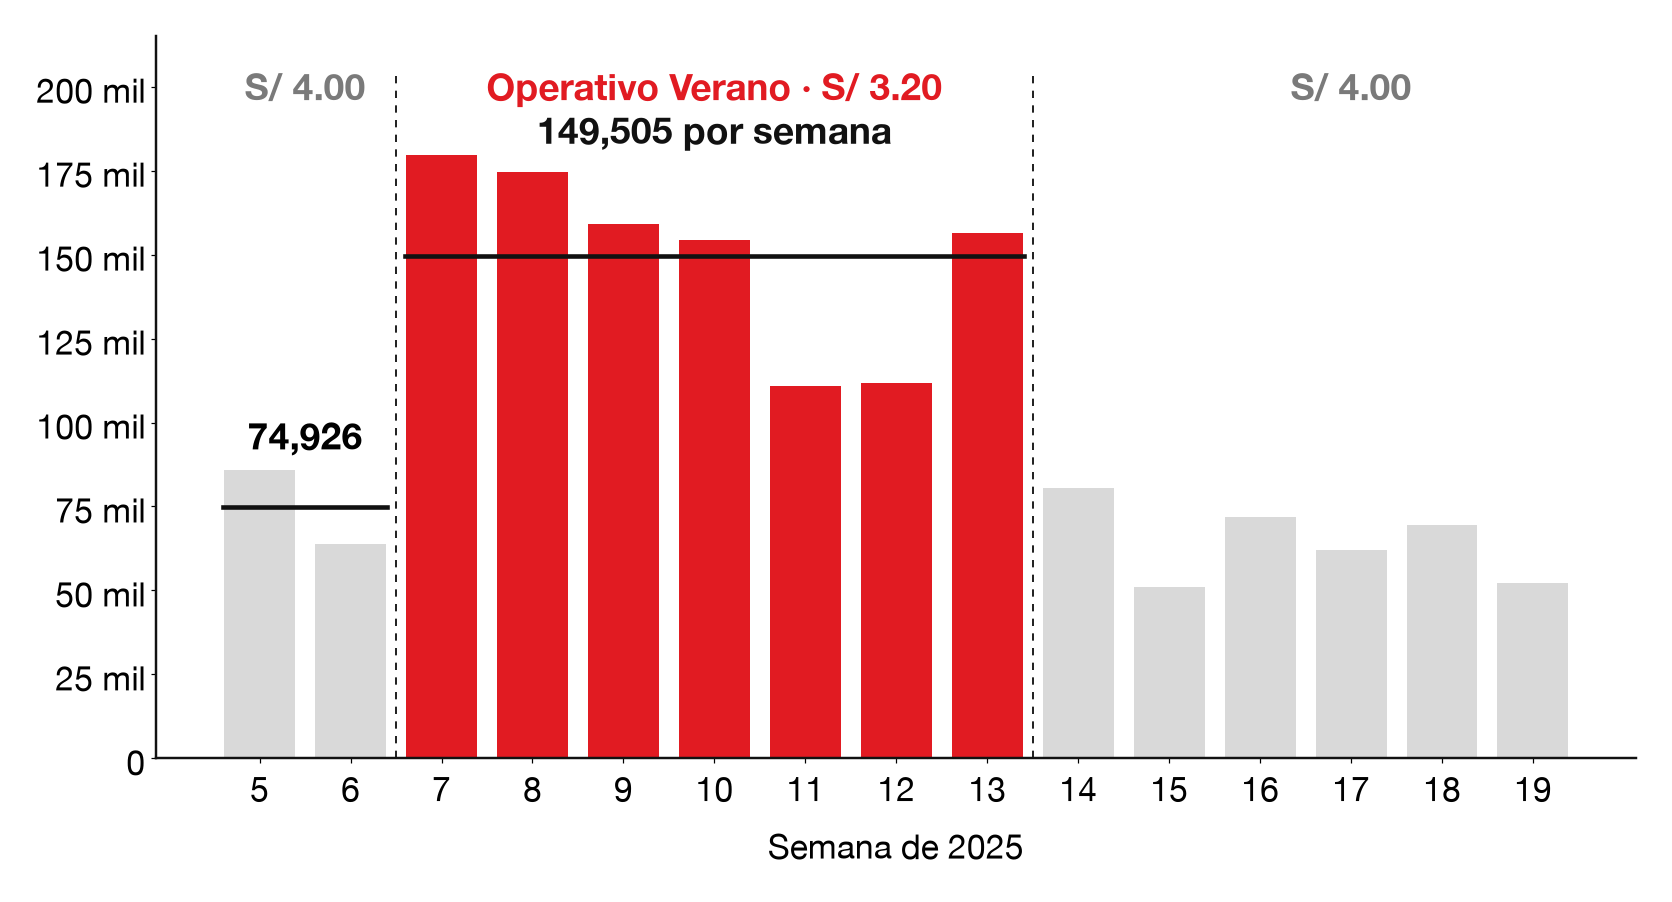 S/ 4.00
Operativo Verano · S/ 3.20
149,505 por semana
S/ 4.00
74,926
200 mil
175 mil
150 mil
125 mil
100 mil
75 mil
50 mil
25 mil
0
5 6 7 8 9 10 11 12 13 14 15 16 17 18 19
Semana de 2025